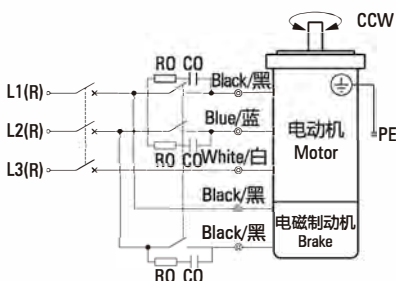 CCW
RO CO
Black/黑
L1(R)
Blue/蓝
L2(R)
电动机
Motor
PE
RO CO
White/白
L3(R)
Black/黑
Black/黑
电磁制动机
Brake
RO CO